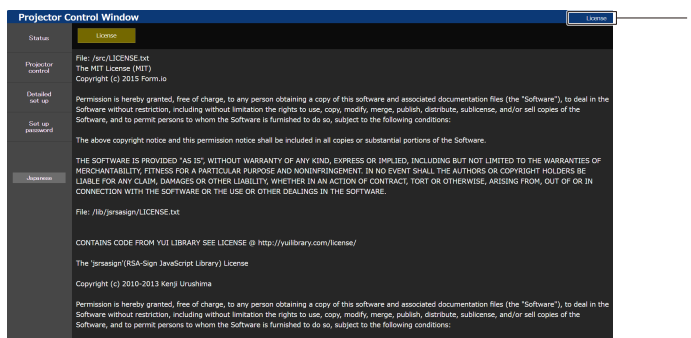 Projector Control Window
License
Status
License
Projector
control
Detailed
set up
Set up
password
Japanese
File: /src/LICENSE.txt
The MIT License (MIT)
Copyright (c) 2015 Form.io
Permission is hereby granted, free of charge, to any person obtaining a copy of this software and associated documentation files (the "Software"), to deal in the
Software without restriction, including without limitation the rights to use, copy, modify, merge, publish, distribute, sublicense, and/or sell copies of the
Software, and to permit persons to whom the Software is furnished to do so, subject to the following conditions:
The above copyright notice and this permission notice shall be included in all copies or substantial portions of the Software.
THE SOFTWARE IS PROVIDED "AS IS", WITHOUT WARRANTY OF ANY KIND, EXPRESS OR IMPLIED, INCLUDING BUT NOT LIMITED TO THE WARRANTIES OF
MERCHANTABILITY, FITNESS FOR A PARTICULAR PURPOSE AND NONINFRINGEMENT. IN NO EVENT SHALL THE AUTHORS OR COPYRIGHT HOLDERS BE
LIABLE FOR ANY CLAIM, DAMAGES OR OTHER LIABILITY, WHETHER IN AN ACTION OF CONTRACT, TORT OR OTHERWISE, ARISING FROM, OUT OF OR IN
CONNECTION WITH THE SOFTWARE OR THE USE OR OTHER DEALINGS IN THE SOFTWARE.
File: /lib/jsrsasign/LICENSE.txt
CONTAINS CODE FROM YUI LIBRARY SEE LICENSE @ http://yuilibrary.com/license/
The 'jsrsasign'(RSA-Sign JavaScript Library) License
Copyright (c) 2010-2013 Kenji Urushima
Permission is hereby granted, free of charge, to any person obtaining a copy of this software and associated documentation files (the "Software"), to deal in the
Software without restriction, including without limitation the rights to use, copy, modify, merge, publish, distribute, sublicense, and/or sell copies of the
Software, and to permit persons to whom the Software is furnished to do so, subject to the following conditions: